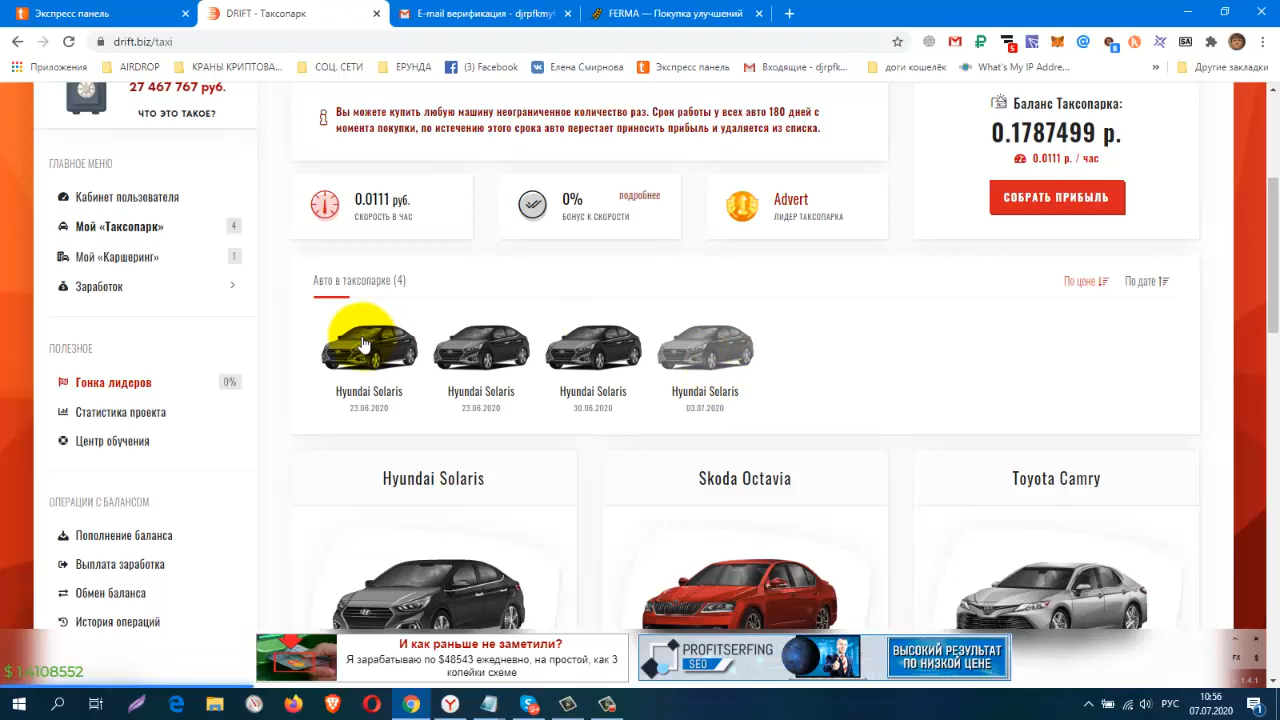 Экспресс панель
DRIFT - Таксопарк
E-mail верификация - djrpfkmyf
FERMA — Покупка улучшений
drift.biz/taxi
Приложения
AIRDROP
КРАНЫ КРИПТОВА...
СОЦ. СЕТИ
ЕРУНДА
(3) Facebook
Елена Смирнова
Экспресс панель
Входящие - djrpfk...
доги кошелёк
What's My IP Addre...
»
Другие закладки
27 467 767 руб.
ЧТО ЭТО ТАКОЕ?
ГЛАВНОЕ МЕНЮ
Кабинет пользователя
Мой «Таксопарк» 4
Мой «Каршеринг» 1
Заработок
ПОЛЕЗНОЕ
Гонка лидеров 0%
Статистика проекта
Центр обучения
ОПЕРАЦИИ С БАЛАНСОМ
Пополнение баланса
Выплата заработка
Обмен баланса
История операций
Вы можете купить любую машину неограниченное количество раз. Срок работы у всех авто 180 дней с
момента покупки, по истечению этого срока авто перестает приносить прибыль и удаляется из списка.
Баланс Таксопарка:
0.1787499 р.
0.0111 р. / час
СОБРАТЬ ПРИБЫЛЬ
0.0111 руб.
СКОРОСТЬ В ЧАС
0% подробнее
БОНУС К СКОРОСТИ
Advert
ЛИДЕР ТАКСОПАРКА
Авто в таксопарке (4)
По цене
По дате
Hyundai Solaris
23.06.2020
Hyundai Solaris
23.06.2020
Hyundai Solaris
30.06.2020
Hyundai Solaris
03.07.2020
Hyundai Solaris
Skoda Octavia
Toyota Camry
И как раньше не заметили?
Я зарабатываю по $48543 ежедневно, на простой, как 3
копейки схеме
PROFITSERFING
SEO
ВЫСОКИЙ РЕЗУЛЬТАТ
ПО НИЗКОЙ ЦЕНЕ
FX $
1.4.1
РУС
10:56
07.07.2020